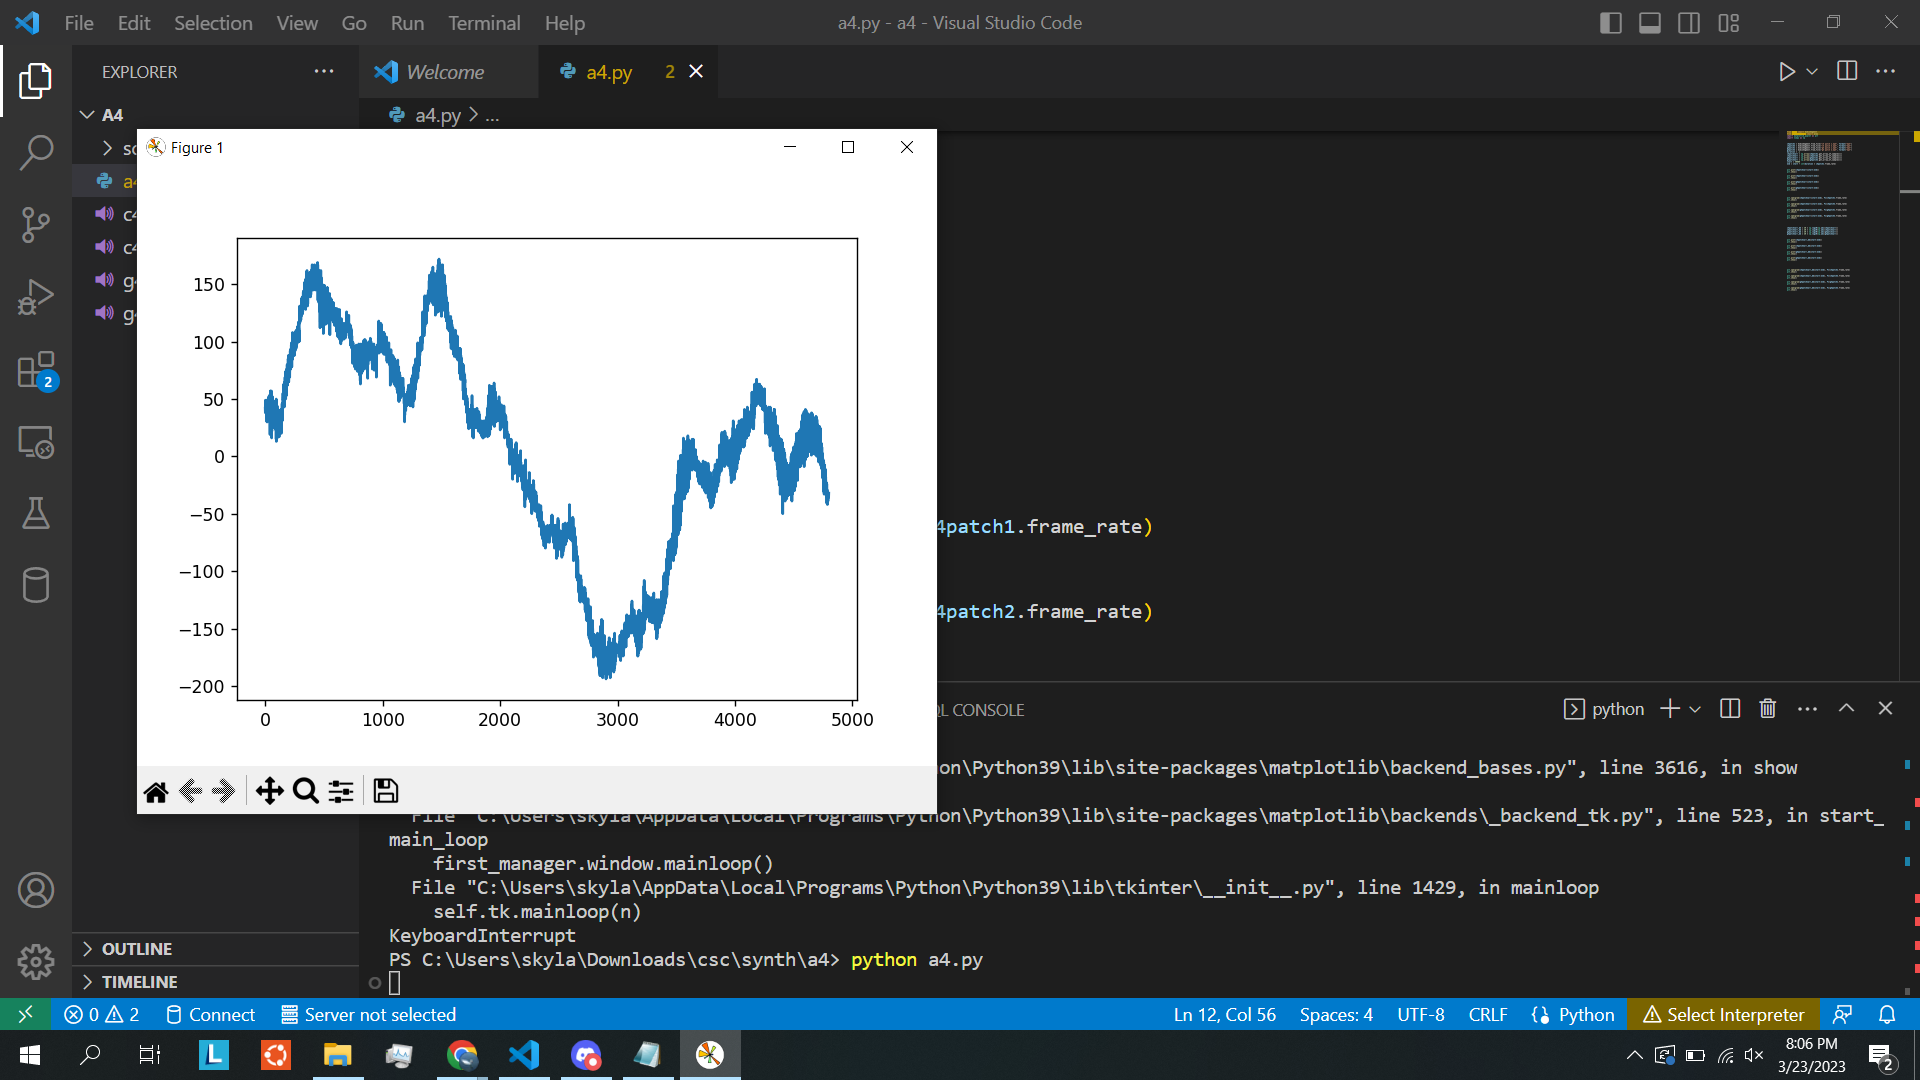 File Edit Selection View Go Run Terminal Help
a4.py - a4 - Visual Studio Code
EXPLORER
Welcome
a4.py 2
A4
a4.py > ...
Figure 1
150
100
50
0
−50
−100
−150
−200
0 1000 2000 3000 4000 5000
4patch1.frame_rate)
4patch2.frame_rate)
CONSOLE
python
on\Python39\lib\site-packages\matplotlib\backend_bases.py", line 3616, in show
File "C:\Users\skyla\AppData\Local\Programs\Python\Python39\lib\site-packages\matplotlib\backends\_backend_tk.py", line 523, in start_
main_loop
first_manager.window.mainloop()
File "C:\Users\skyla\AppData\Local\Programs\Python\Python39\lib\tkinter\__init__.py", line 1429, in mainloop
self.tk.mainloop(n)
KeyboardInterrupt
PS C:\Users\skyla\Downloads\csc\synth\a4> python a4.py
OUTLINE
TIMELINE
2
0 2 Connect Server not selected
Ln 12, Col 56 Spaces: 4 UTF-8 CRLF Python Select Interpreter
L
8:06 PM
3/23/2023
2